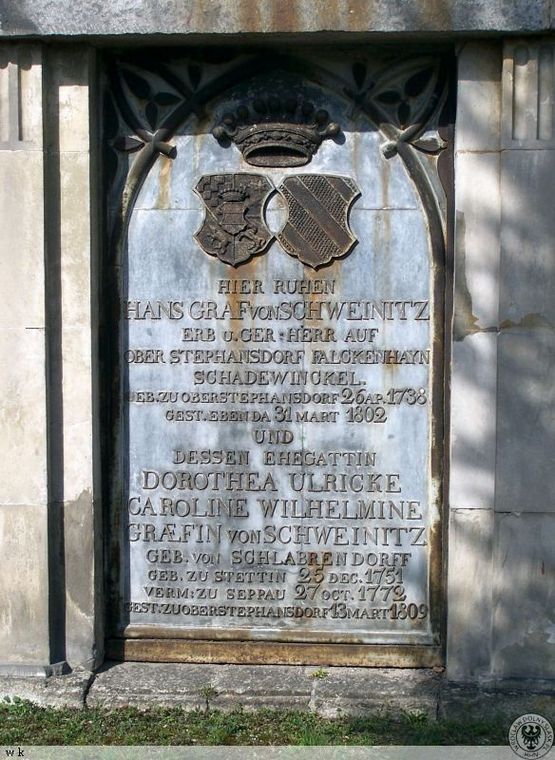 HIER RUHEN
HANS GRAF VON SCHWEINITZ
ERB U. GER: HERR AUF
OBER STEPHANSDORF FALCKENHAYN
SCHADEWINCKEL.
GEB. ZU OBERSTEPHANSDORF 26 AP. 1738
GEST. EBENDA 31 MART 1802
UND
DESSEN EHEGATTIN
DOROTHEA ULRICKE
CAROLINE WILHELMINE
GRÆFIN VON SCHWEINITZ
GEB. VON SCHLABRENDORFF
GEB. ZU STETTIN 25 DEC. 1751
VERM: ZU SEPPAU 27 OCT. 1772
GEST. ZU OBERSTEPHANSDORF 13 MART 1809
w k